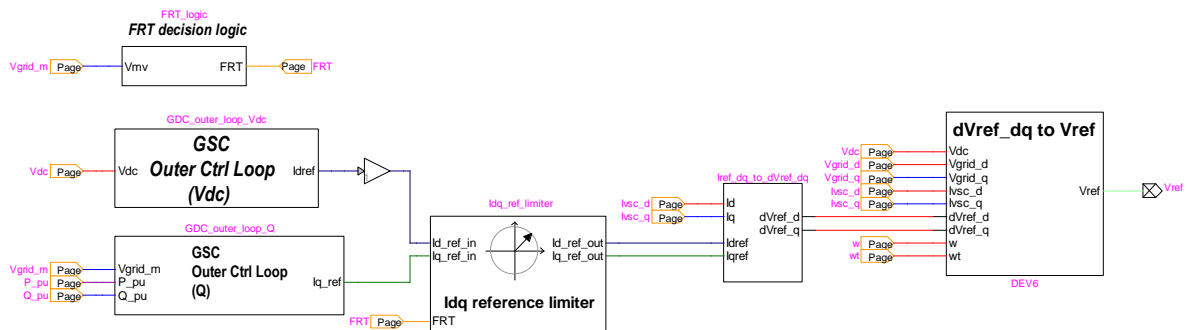 FRT_logic
FRT decision logic
Vgrid_m Page Vmv FRT Page FRT
GDC_outer_loop_Vdc
GSC
Outer Ctrl Loop
(Vdc)
Vdc Page Vdc Idref
1
GDC_outer_loop_Q
GSC
Outer Ctrl Loop
(Q)
Vgrid_m Page Vgrid_m
P_pu Page P_pu
Q_pu Page Q_pu
Iq_ref
Idq_ref_limiter
Id_ref_in Id_ref_out
Iq_ref_in Iq_ref_out
Idq reference limiter
FRT Page FRT
Iref_dq_to_dVref_dq
Ivsc_d Page Id
Ivsc_q Page Iq
dVref_d
dVref_q
Idref
Iqref
dVref_dq to Vref
Vdc Page Vdc
Vgrid_d Page Vgrid_d
Vgrid_q Page Vgrid_q
Ivsc_d Page Ivsc_d
Ivsc_q Page Ivsc_q
dVref_d
dVref_q
w Page w
wt Page wt
Vref Vref
DEV6